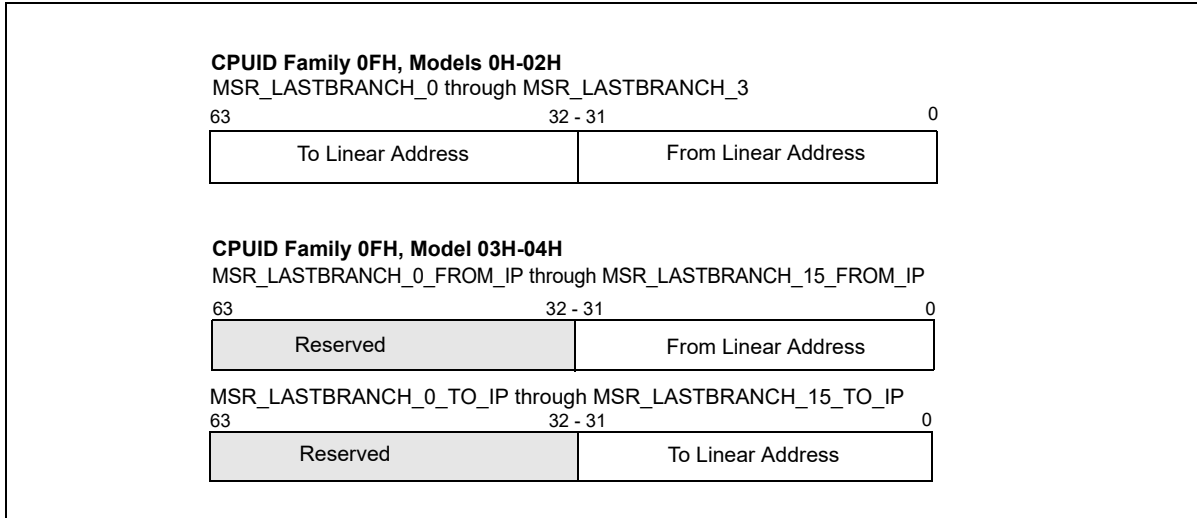 CPUID Family 0FH, Models 0H-02H
MSR_LASTBRANCH_0 through MSR_LASTBRANCH_3
63 32 - 31 0
To Linear Address From Linear Address
CPUID Family 0FH, Model 03H-04H
MSR_LASTBRANCH_0_FROM_IP through MSR_LASTBRANCH_15_FROM_IP
63 32 - 31 0
Reserved From Linear Address
MSR_LASTBRANCH_0_TO_IP through MSR_LASTBRANCH_15_TO_IP
63 32 - 31 0
Reserved To Linear Address